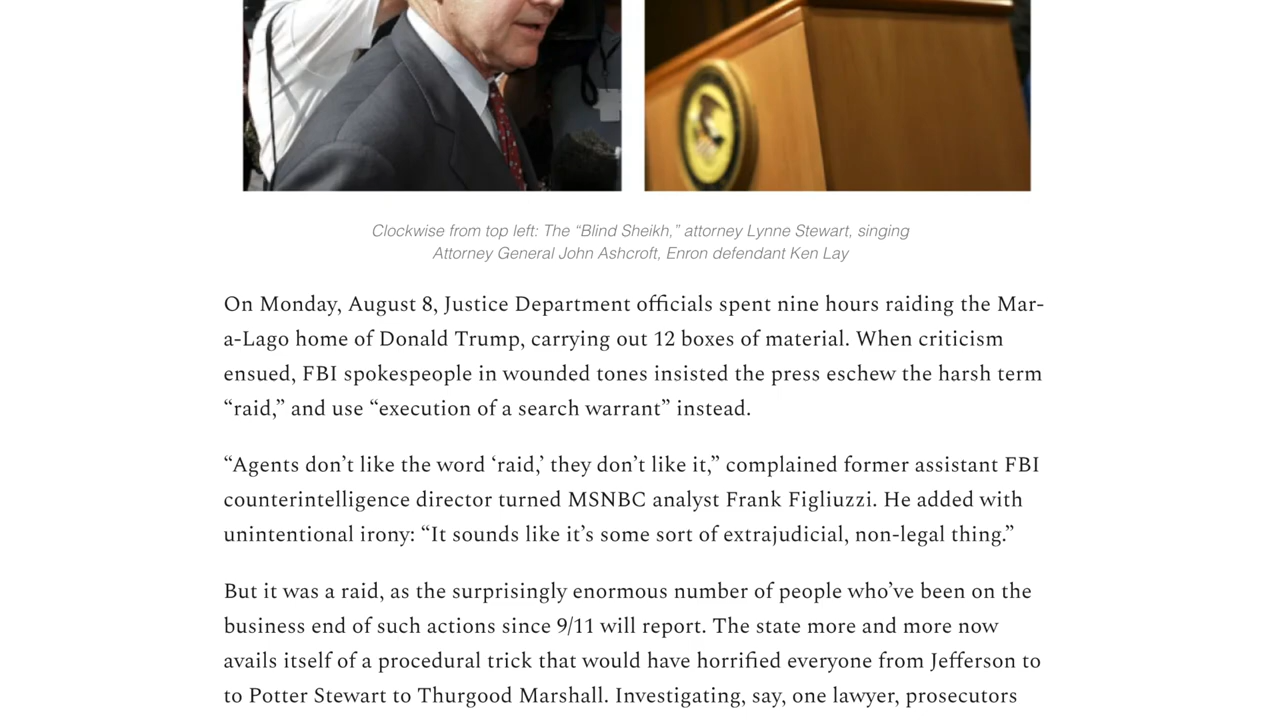 Clockwise from top left: The “Blind Sheikh,” attorney Lynne Stewart, singing
Attorney General John Ashcroft, Enron defendant Ken Lay
On Monday, August 8, Justice Department officials spent nine hours raiding the Mar-
a-Lago home of Donald Trump, carrying out 12 boxes of material. When criticism
ensued, FBI spokespeople in wounded tones insisted the press eschew the harsh term
“raid,” and use “execution of a search warrant” instead.
“Agents don’t like the word ‘raid,’ they don’t like it,” complained former assistant FBI
counterintelligence director turned MSNBC analyst Frank Figliuzzi. He added with
unintentional irony: “It sounds like it’s some sort of extrajudicial, non-legal thing.”
But it was a raid, as the surprisingly enormous number of people who’ve been on the
business end of such actions since 9/11 will report. The state more and more now
avails itself of a procedural trick that would have horrified everyone from Jefferson to
to Potter Stewart to Thurgood Marshall. Investigating, say, one lawyer, prosecutors